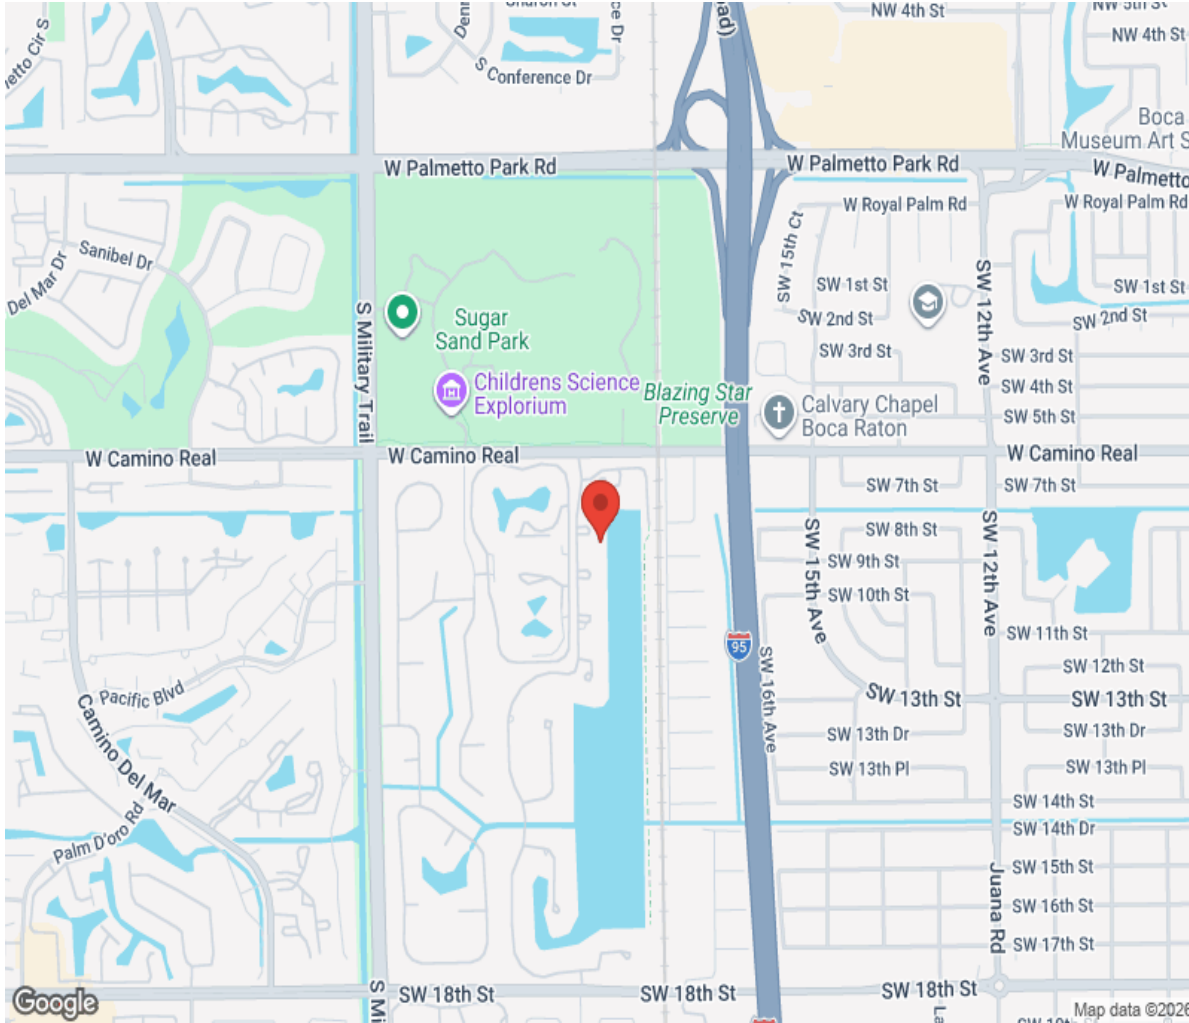 Sharon St
NW 4th St
NW 5th St
NW 4th St
S Conference Dr
Boca
Museum Art S
W Palmetto Park Rd
W Palmetto Park Rd
W Palmetto
W Royal Palm Rd
W Royal Palm Rd
Sanibel Dr
Del Mar Dr
SW 15th Ct
SW 1st St
SW 1st St
SW 2nd St
SW 2nd St
SW 12th Ave
S Military Trail
Sugar
Sand Park
SW 3rd St
SW 3rd St
Childrens Science
Explorium
Blazing Star
Preserve
SW 4th St
Calvary Chapel
Boca Raton
SW 5th St
W Camino Real
W Camino Real
W Camino Real
SW 7th St
SW 7th St
SW 8th St
SW 15th Ave
SW 12th Ave
SW 9th St
SW 10th St
95
SW 11th St
SW 16th Ave
SW 12th St
Pacific Blvd
SW 13th St
SW 13th St
Camino Del Mar
SW 13th Dr
SW 13th Dr
SW 13th Pl
SW 13th Pl
SW 14th St
Palm D'oro Rd
SW 14th Dr
SW 15th St
Juana Rd
SW 16th St
SW 17th St
S Mi
SW 18th St
SW 18th St
SW 18th St
Google
Map data ©2026